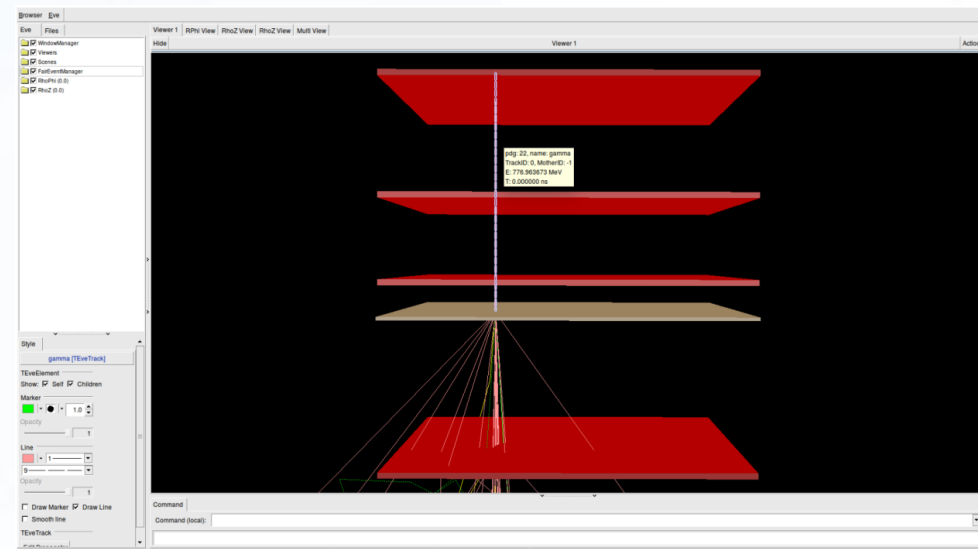 Browser Eve
Eve Files
WindowManager
Viewers
Scenes
FairEventManager
RhoPhi (0.0)
RhoZ (0.0)
Style
gamma [TEveTrack]
TEveElement
Show: Self Children
Marker
1.0
Opacity
1
Line
1
9
Opacity
1
Draw Marker Draw Line
Smooth line
TEveTrack
Viewer 1 RPhi View RhoZ View RhoZ View Multi View
Hide Viewer 1 Actio
pdg: 22, name: gamma
TrackID: 0, MotherID: -1
E: 776.963673 MeV
T: 0.000000 ns
Command
Command (local):